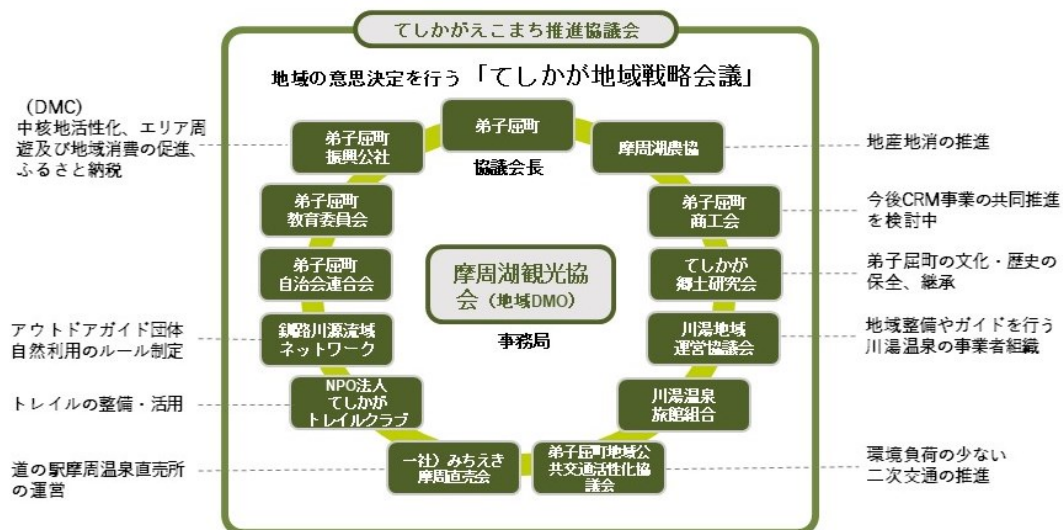 てしかがえこまち推進協議会
地域の意思決定を行う「てしかが地域戦略会議」
(DMC)
中核地活性化、エリア周
遊及び地域消費の促進、
ふるさと納税
弟子屈町
振興公社
弟子屈町
協議会長
摩周湖農協
地産地消の推進
弟子屈町
教育委員会
弟子屈町
商工会
今後CRM事業の共同推進
を検討中
弟子屈町
自治会連合会
摩周湖観光協
会(地域DMO)
事務局
てしかが
郷土研究会
弟子屈町の文化・歴史の
保全、継承
アウトドアガイド団体
自然利用のルール制定
釧路川源流域
ネットワーク
川湯地域
運営協議会
地域整備やガイドを行う
川湯温泉の事業者組織
トレイルの整備・活用
NPO法人
てしかが
トレイルクラブ
川湯温泉
旅館組合
道の駅摩周温泉直売所
の運営
一社）みちえき
摩周直売会
弟子屈町地域公
共交通活性化協
議会
環境負荷の少ない
二次交通の推進